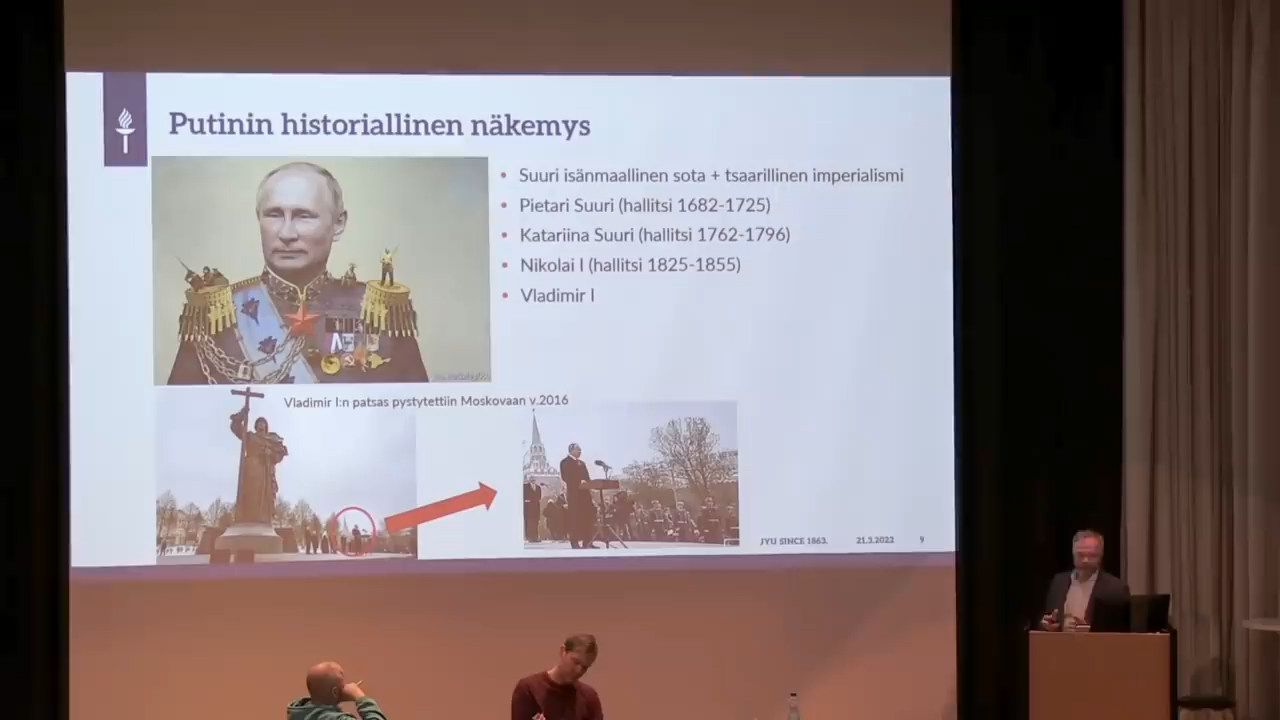 Putinin historiallinen näkemys
• Suuri isänmaallinen sota + tsaarillinen imperialismi
• Pietari Suuri (hallitsi 1682-1725)
• Katariina Suuri (hallitsi 1762-1796)
• Nikolai I (hallitsi 1825-1855)
• Vladimir I
Vladimir I:n patsas pystytettiin Moskovaan v.2016
JYU SINCE 1863. 21.3.2022 9